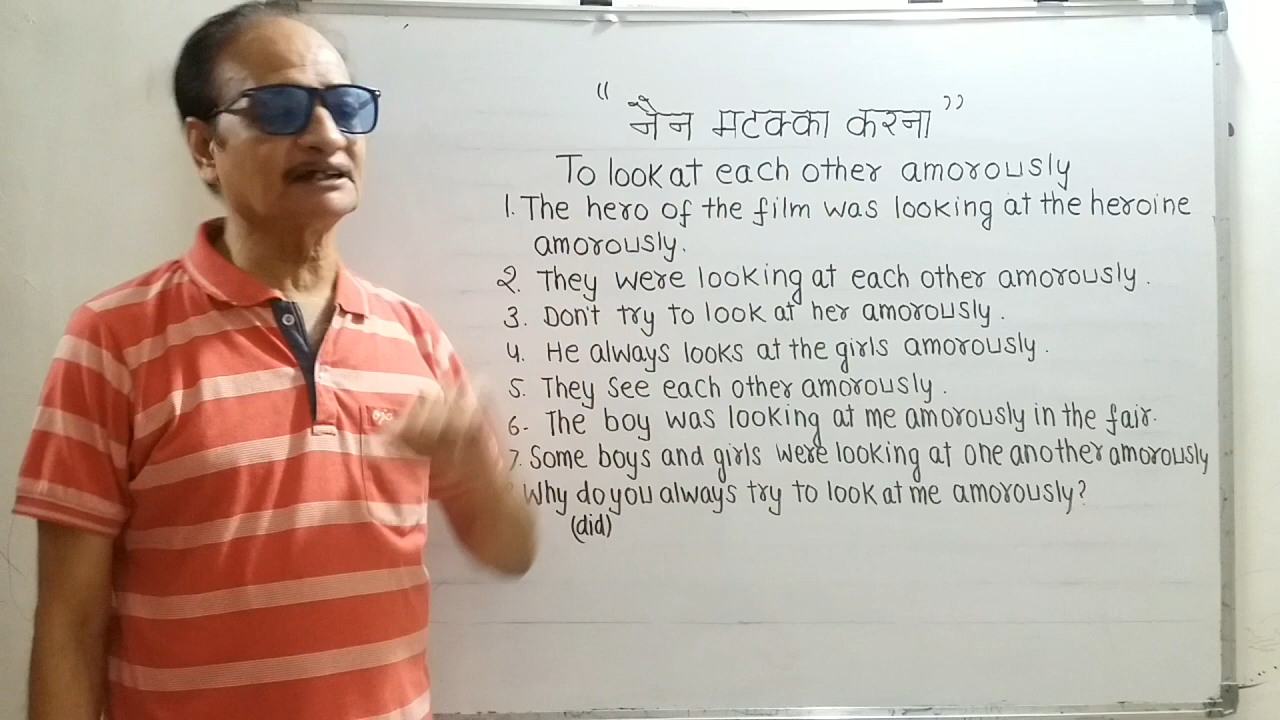 “नैन मटक्का करना”
To look at each other amorously
1. The hero of the film was looking at the heroine
amorously.
2. They were looking at each other amorously.
3. Don't try to look at her amorously.
4. He always looks at the girls amorously.
5. They see each other amorously.
6- The boy was looking at me amorously in the fair.
7. Some boys and girls were looking at one another amorously
Why do you always try to look at me amorously?
(did)